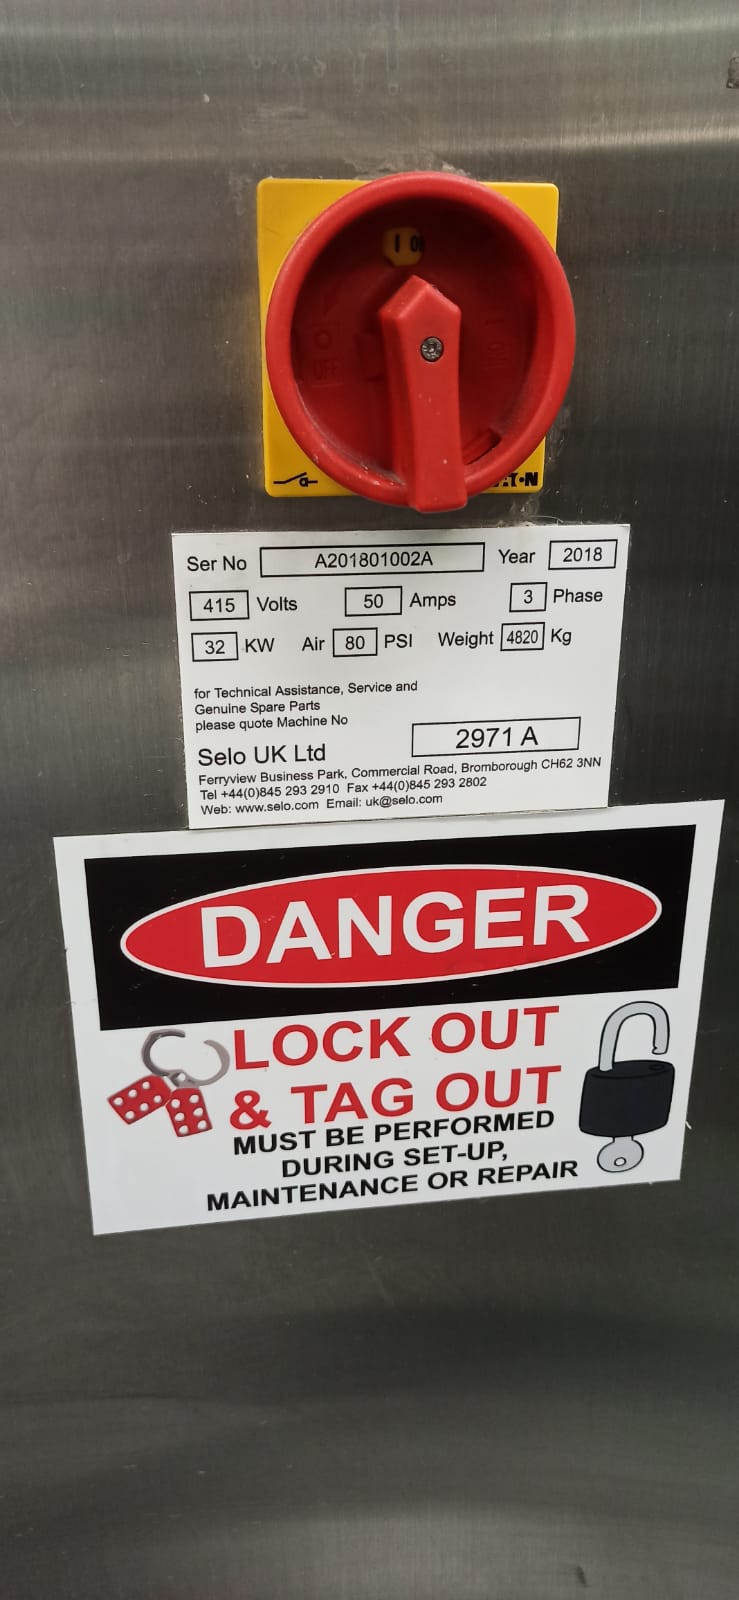 I ON
OFF
Ser No A201801002A Year 2018
415 Volts 50 Amps 3 Phase
32 KW Air 80 PSI Weight 4820 Kg
for Technical Assistance, Service and
Genuine Spare Parts
please quote Machine No
2971 A
Selo UK Ltd
Ferryview Business Park, Commercial Road, Bromborough CH62 3NN
Tel +44(0)845 293 2910 Fax +44(0)845 293 2802
Web: www.selo.com Email: uk@selo.com
DANGER
LOCK OUT
& TAG OUT
MUST BE PERFORMED
DURING SET-UP,
MAINTENANCE OR REPAIR